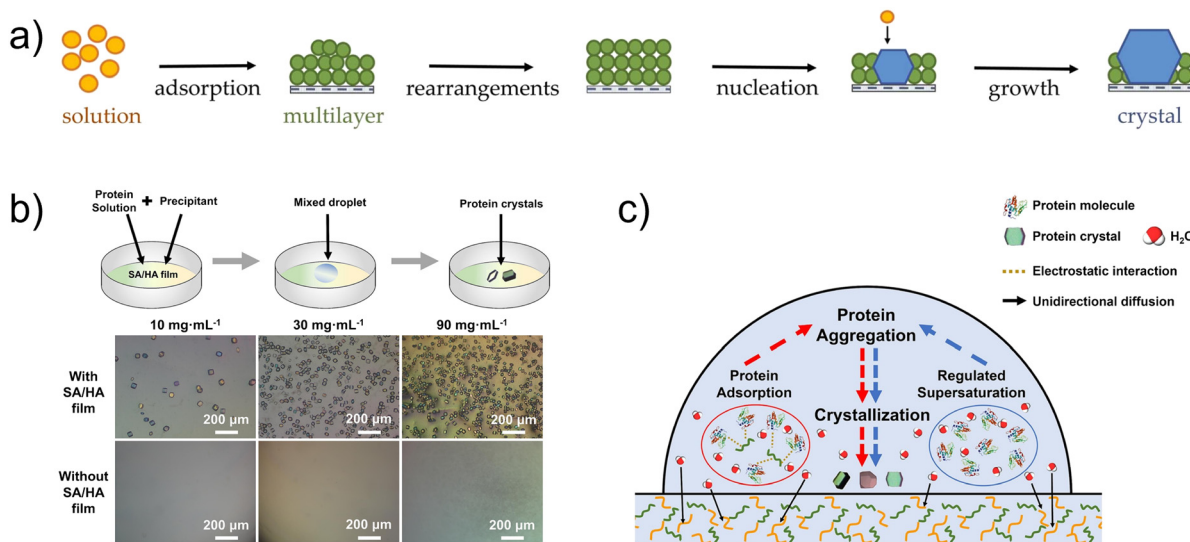 a)
solution
adsorption
multilayer
rearrangements
nucleation
growth
crystal
b)
Protein
Solution + Precipitant
SA/HA film
Mixed droplet
Protein crystals
10 mg·mL⁻¹
30 mg·mL⁻¹
90 mg·mL⁻¹
With
SA/HA
film
200 µm
200 µm
200 µm
Without
SA/HA
film
200 µm
200 µm
200 µm
c)
Protein molecule
Protein crystal
Electrostatic interaction
Unidirectional diffusion
Protein
Aggregation
Protein
Adsorption
Regulated
Supersaturation
Crystallization